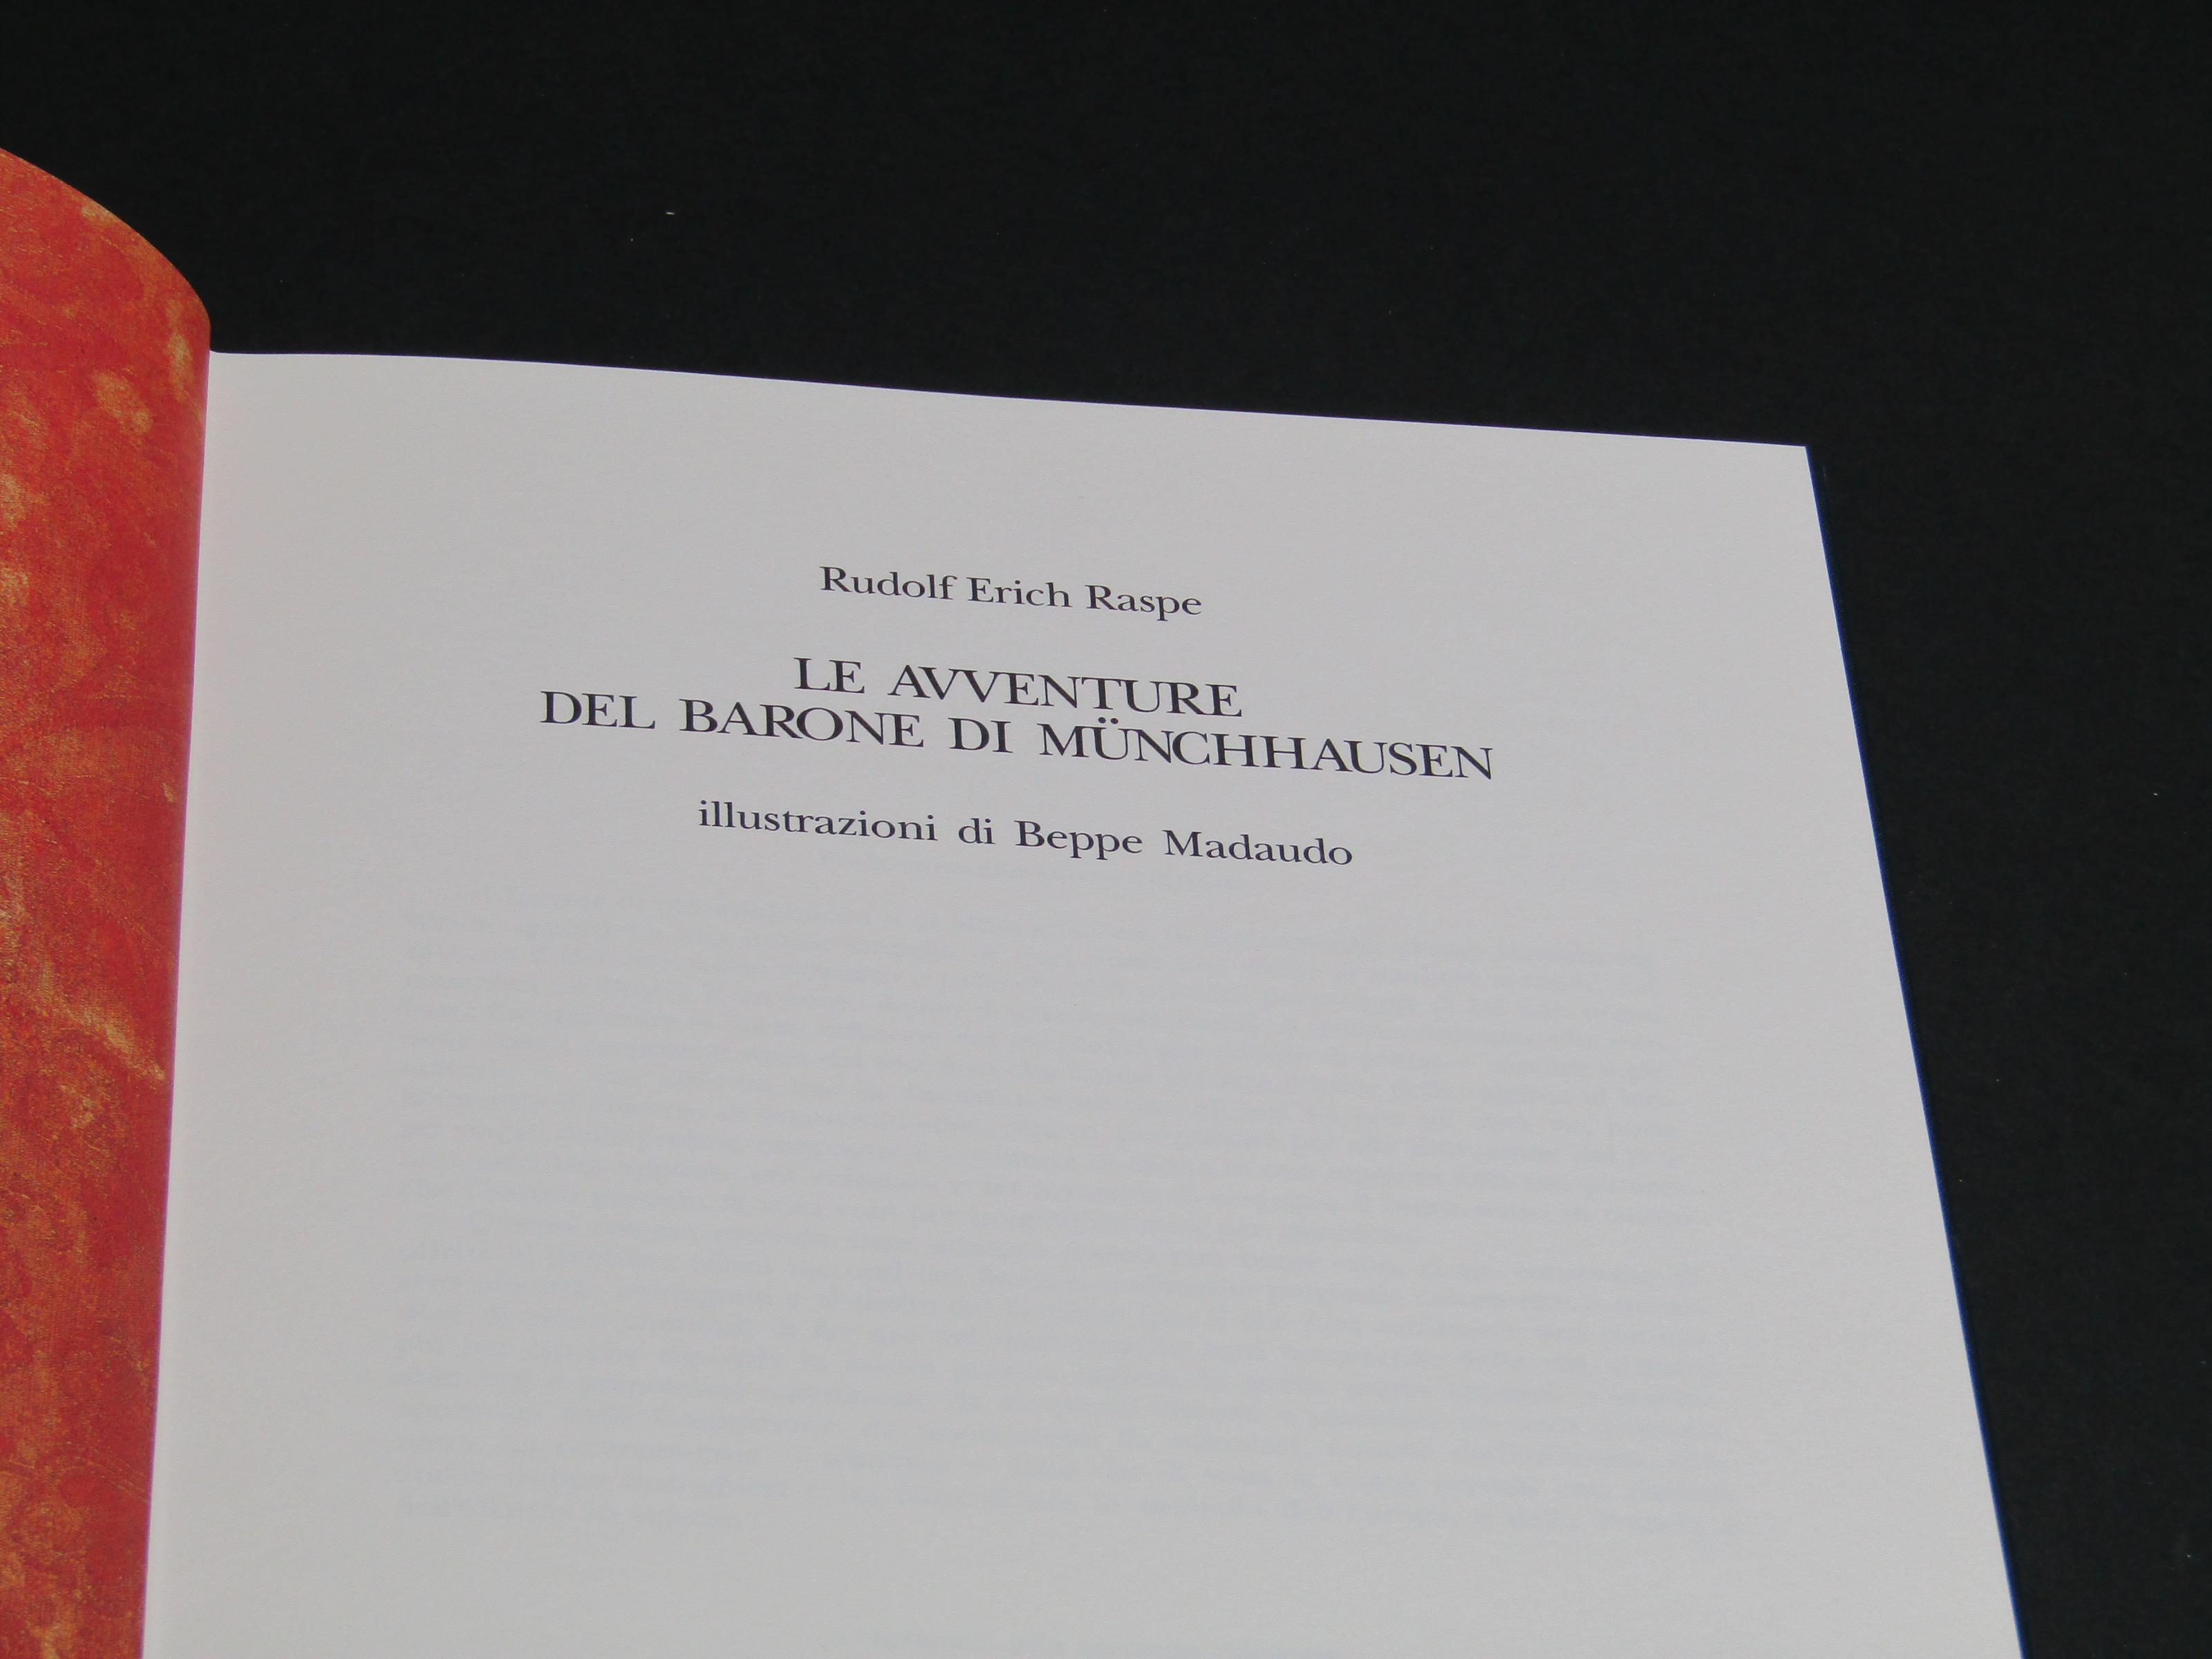 Rudolf Erich Raspe
LE AVVENTURE
DEL BARONE DI MÜNCHHAUSEN
illustrazioni di Beppe Madaudo